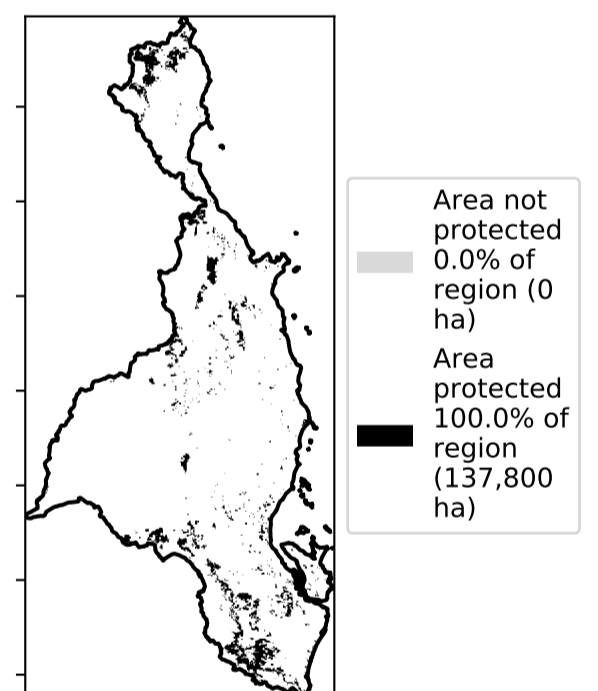 Area not
protected
0.0% of
region (0
ha)
Area
protected
100.0% of
region
(137,800
ha)